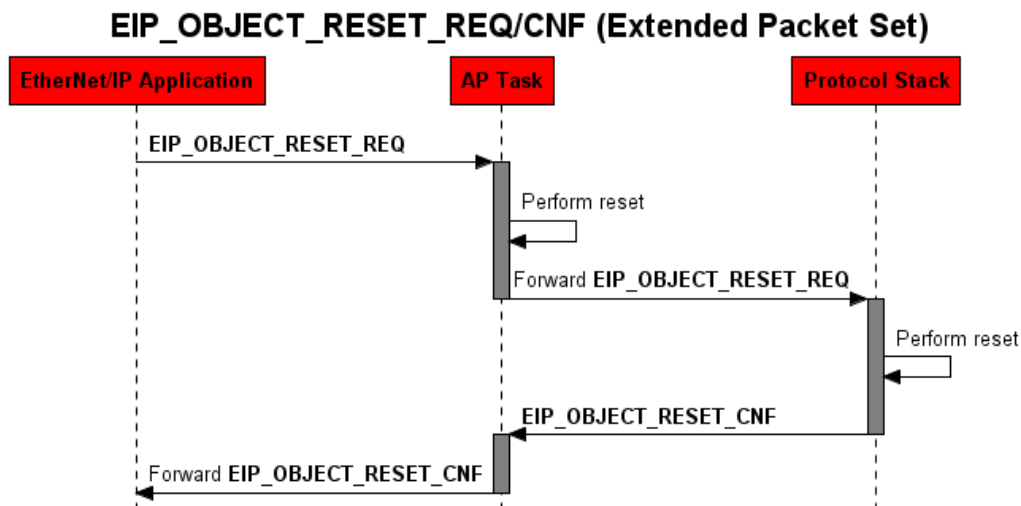 EIP_OBJECT_RESET_REQ/CNF (Extended Packet Set)
EtherNet/IP Application
AP Task
Protocol Stack
EIP_OBJECT_RESET_REQ
Perform reset
Forward EIP_OBJECT_RESET_REQ
Perform reset
EIP_OBJECT_RESET_CNF
Forward EIP_OBJECT_RESET_CNF